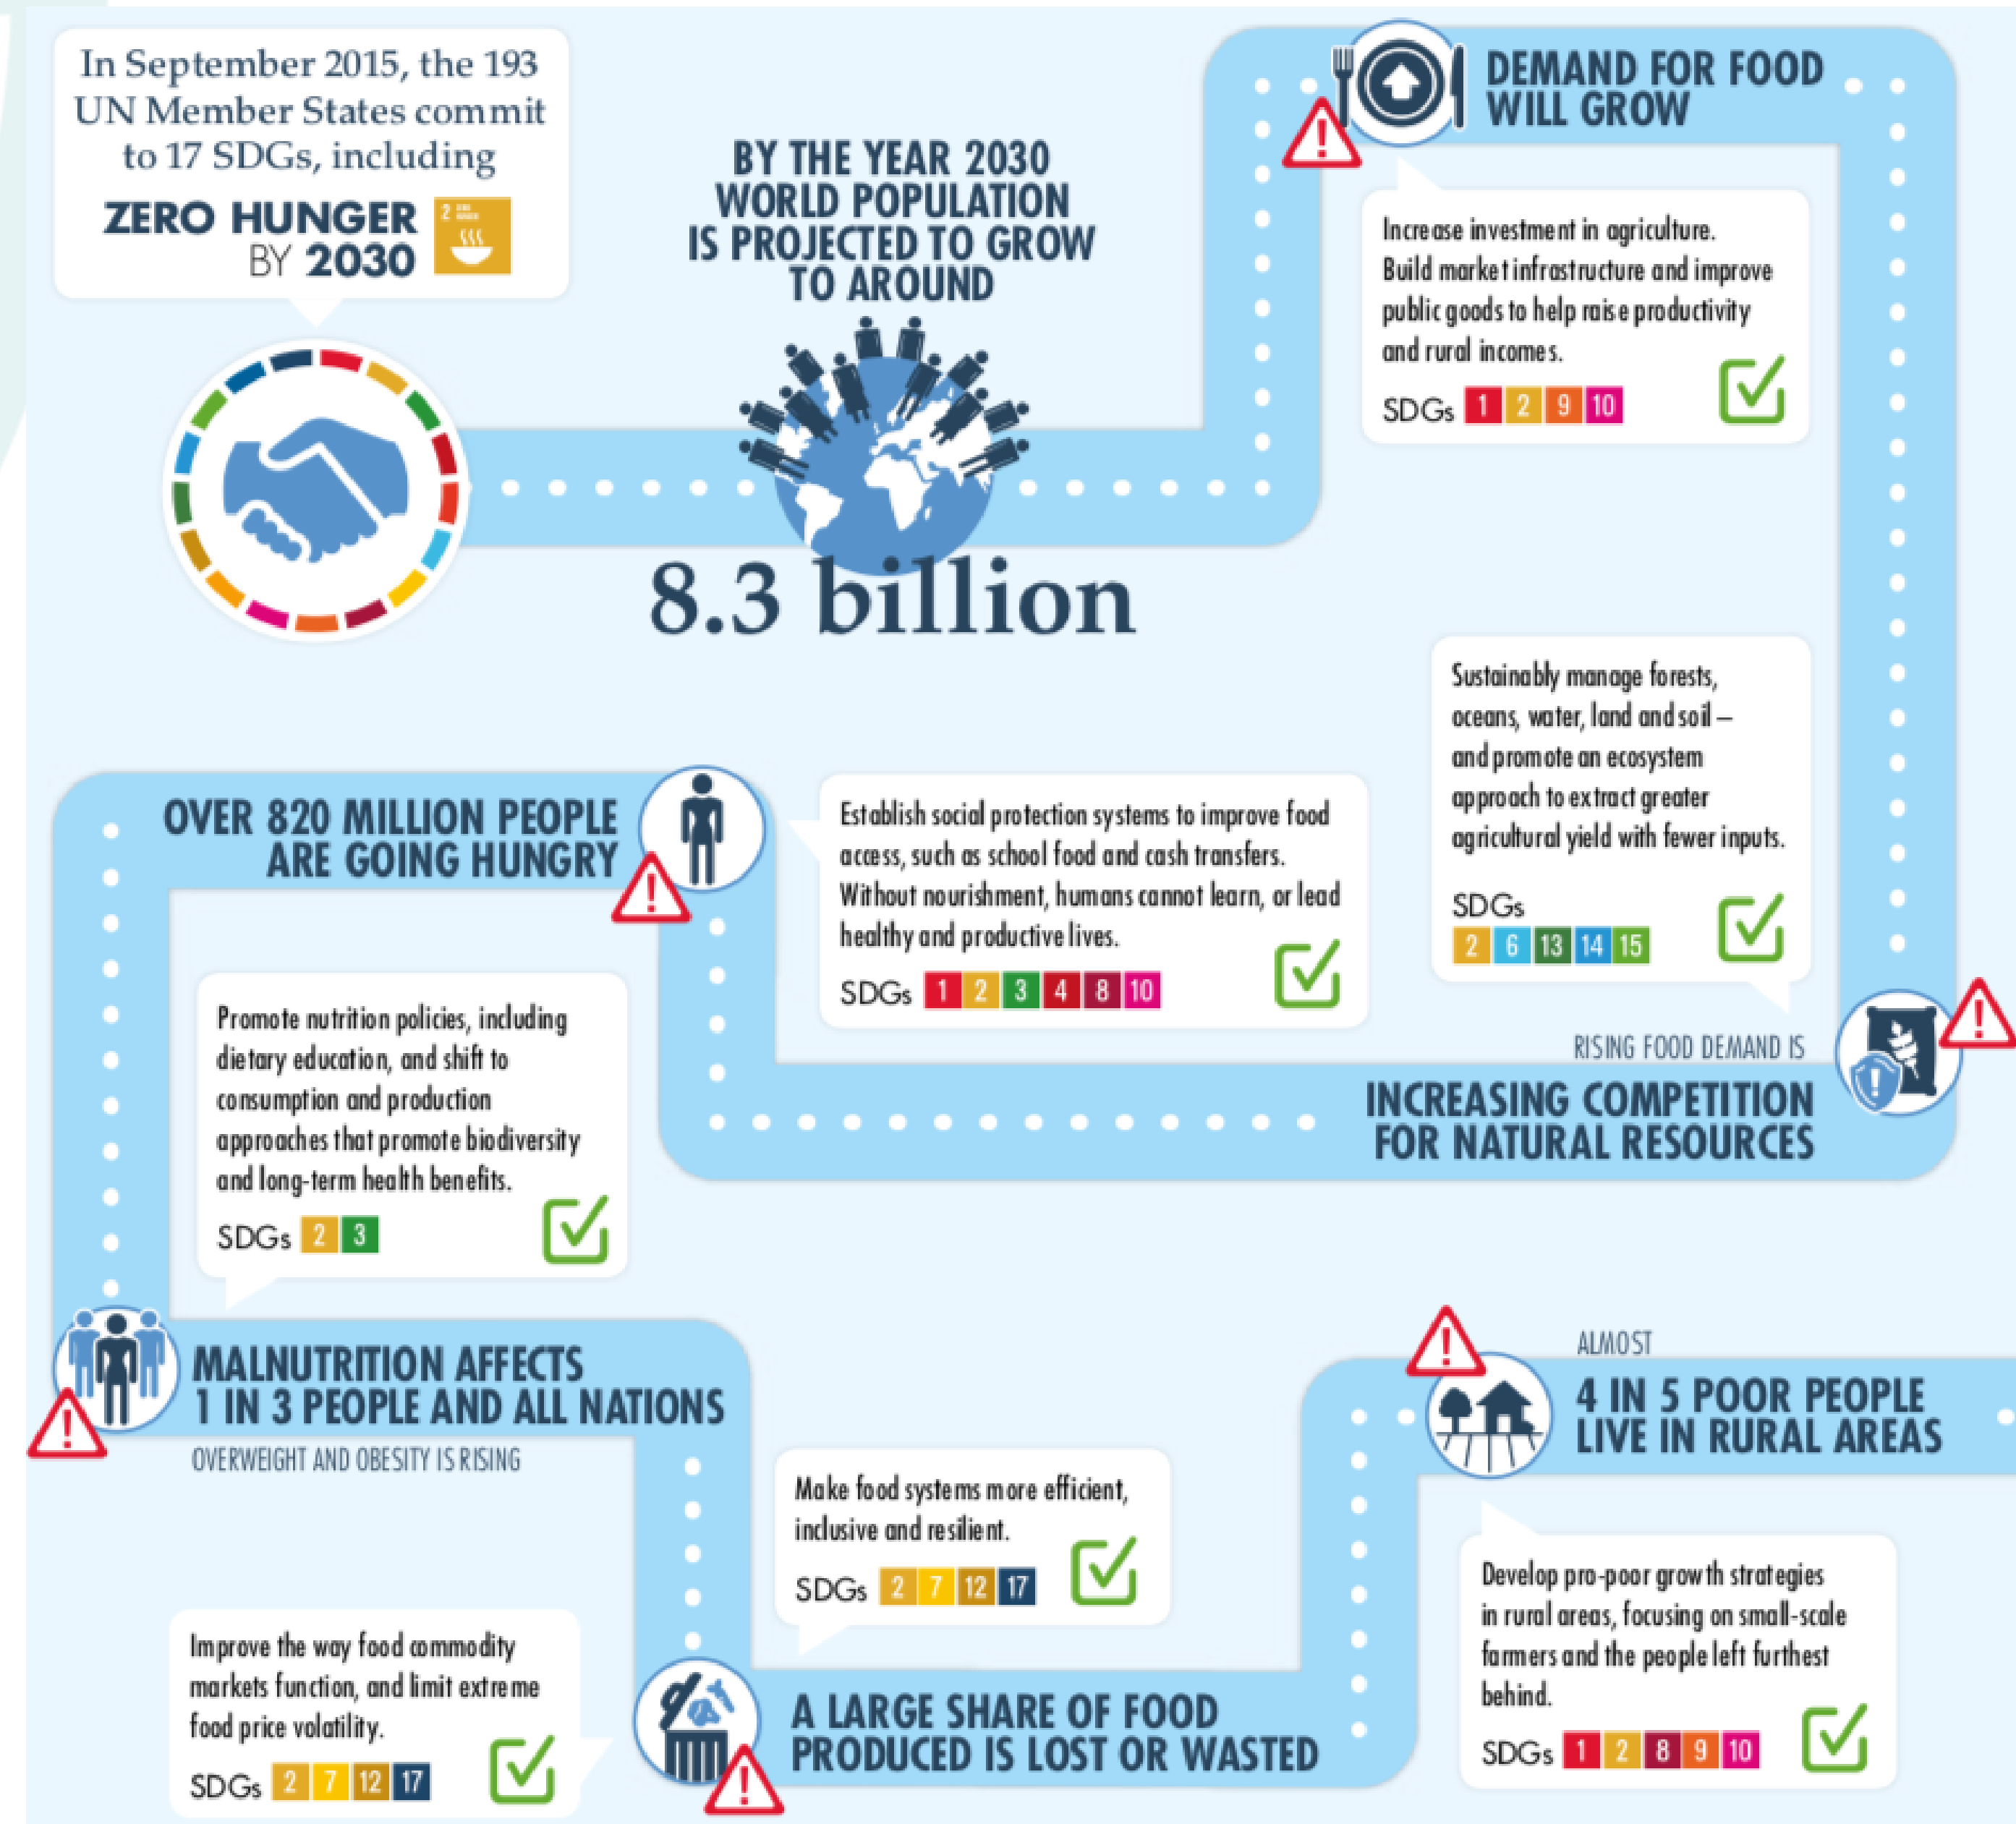 In September 2015, the 193
UN Member States commit
to 17 SDGs, including
ZERO HUNGER
BY 2030
2 ZERO
HUNGER
BY THE YEAR 2030
WORLD POPULATION
IS PROJECTED TO GROW
TO AROUND
8.3 billion
DEMAND FOR FOOD
WILL GROW
Increase investment in agriculture.
Build market infrastructure and improve
public goods to help raise productivity
and rural incomes.
SDGs 1 2 9 10
Sustainably manage forests,
oceans, water, land and soil –
and promote an ecosystem
approach to extract greater
agricultural yield with fewer inputs.
SDGs
2 6 13 14 15
RISING FOOD DEMAND IS
INCREASING COMPETITION
FOR NATURAL RESOURCES
OVER 820 MILLION PEOPLE
ARE GOING HUNGRY
Establish social protection systems to improve food
access, such as school food and cash transfers.
Without nourishment, humans cannot learn, or lead
healthy and productive lives.
SDGs 1 2 3 4 8 10
Promote nutrition policies, including
dietary education, and shift to
consumption and production
approaches that promote biodiversity
and long-term health benefits.
SDGs 2 3
MALNUTRITION AFFECTS
1 IN 3 PEOPLE AND ALL NATIONS
OVERWEIGHT AND OBESITY IS RISING
Make food systems more efficient,
inclusive and resilient.
SDGs 2 7 12 17
Improve the way food commodity
markets function, and limit extreme
food price volatility.
SDGs 2 7 12 17
A LARGE SHARE OF FOOD
PRODUCED IS LOST OR WASTED
ALMOST
4 IN 5 POOR PEOPLE
LIVE IN RURAL AREAS
Develop pro-poor growth strategies
in rural areas, focusing on small-scale
farmers and the people left furthest
behind.
SDGs 1 2 8 9 10